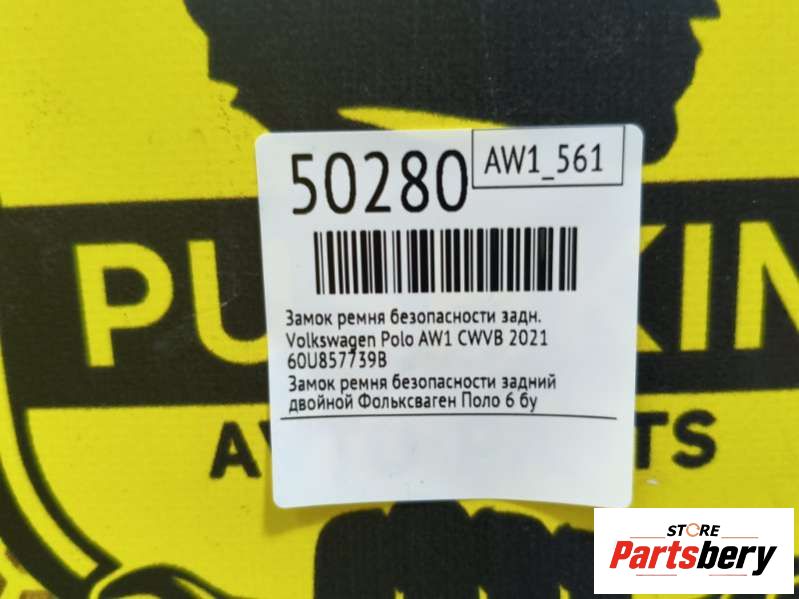 50280
AW1_561
Замок ремня безопасности задн.
Volkswagen Polo AW1 CWVB 2021
60U857739B
Замок ремня безопасности задний
двойной Фольксваген Поло 6 бу
STORE
Partsbery